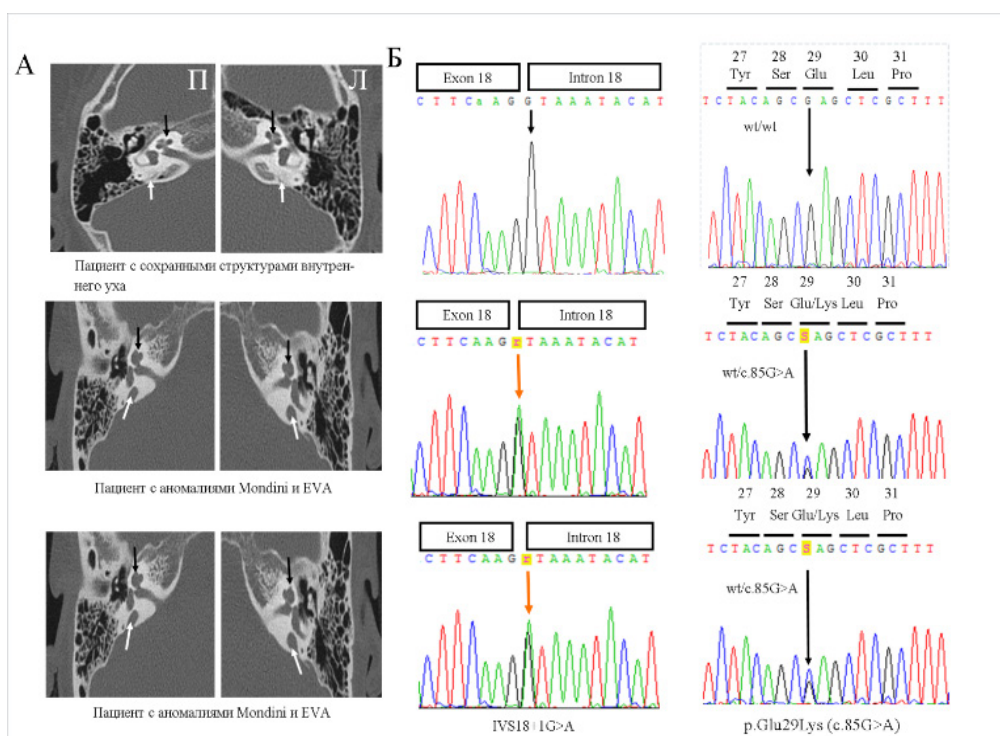 А
П
Л
Пациент с сохранными структурами внутрен-
него уха
Пациент с аномалиями Mondini и EVA
Пациент с аномалиями Mondini и EVA
Б
Exon 18 Intron 18
C T T C a A G G T A A A T A C A T
Exon 18 Intron 18
C T T C A A G r T A A A T A C A T
Exon 18 Intron 18
C T T C A A G r T A A A T A C A T
IVS18+1G>A
27 28 29 30 31
Tyr Ser Glu Leu Pro
T C T A C A G C G A G C T C G C T T T
wt/wt
27 28 29 30 31
Tyr Ser Glu/Lys Leu Pro
T C T A C A G C S A G C T C G C T T T
wt/c.85G>A
27 28 29 30 31
Tyr Ser Glu/Lys Leu Pro
T C T A C A G C S A G C T C G C T T T
wt/c.85G>A
p.Glu29Lys (c.85G>A)